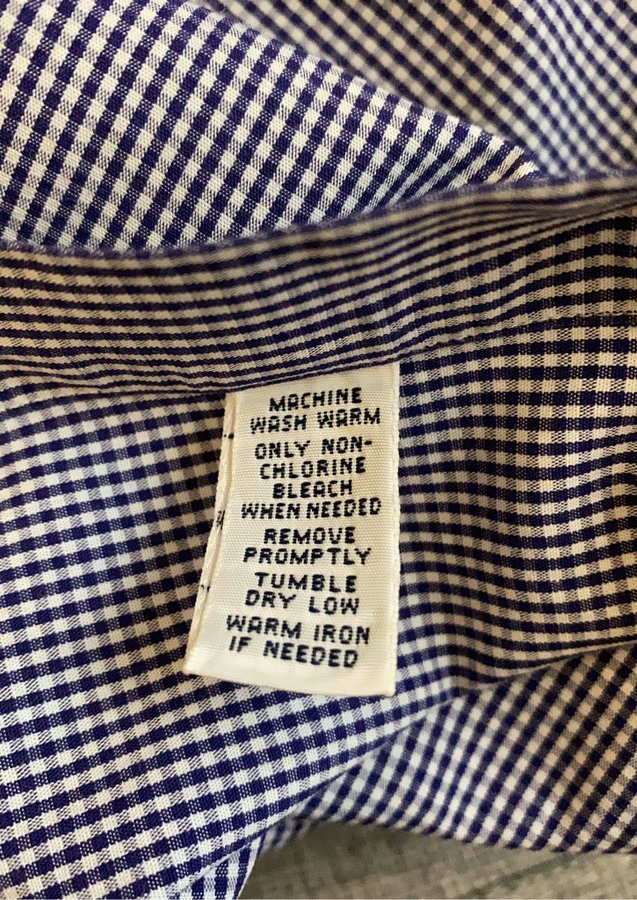 MACHINE
WASH WARM
ONLY NON-
CHLORINE
BLEACH
WHEN NEEDED
REMOVE
PROMPTLY
TUMBLE
DRY LOW
WARM IRON
IF NEEDED